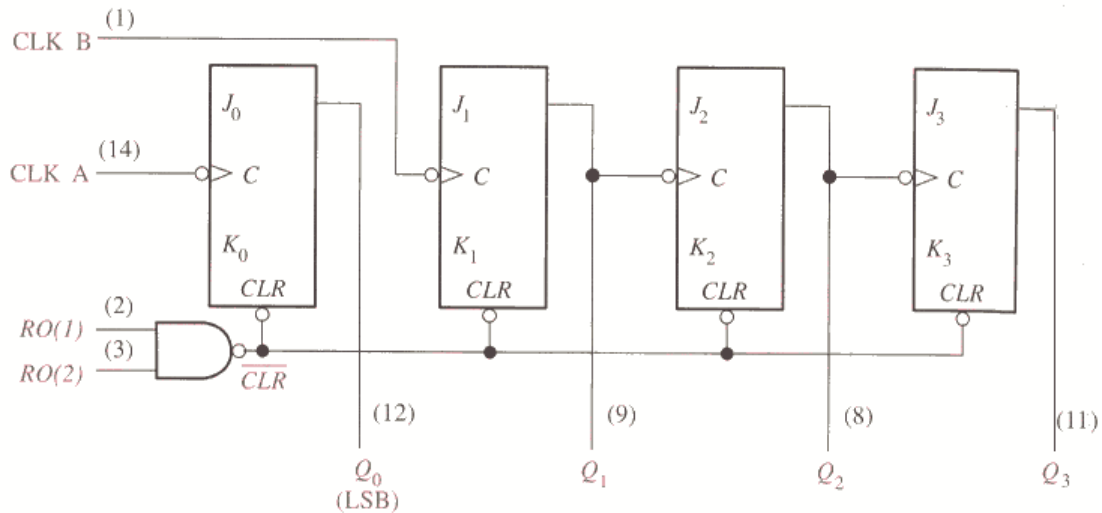 (1)
CLK B
J0 J1 J2 J3
(14)
CLK A
C C C C
K0 K1 K2 K3
CLR CLR CLR CLR
(2)
RO(1)
(3)
RO(2)
CLR
(12) (9) (8) (11)
Q0 Q1 Q2 Q3
(LSB)